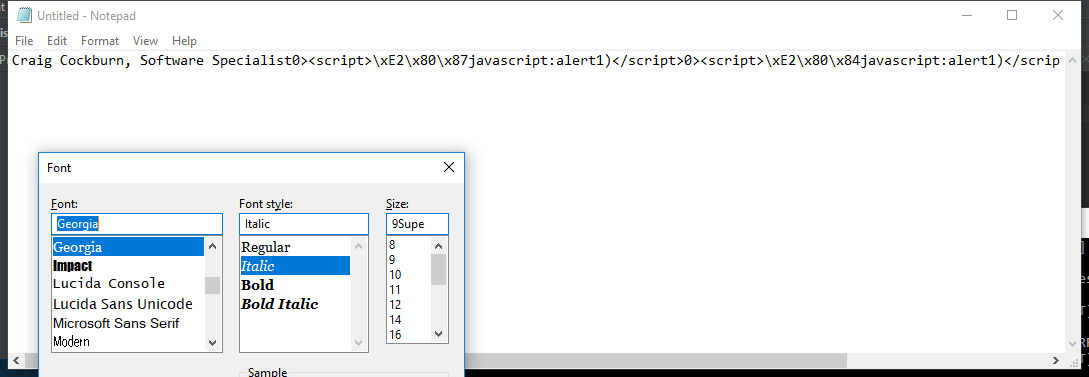 Untitled - Notepad
File Edit Format View Help
Craig Cockburn, Software Specialist0><script>\xE2\x80\x87javascript:alert1)</script>0><script>\xE2\x80\x84javascript:alert1)</script
Font
Font: Font style: Size:
Georgia Italic 9Supe
Georgia Regular 8
Impact Italic 9
Lucida Console Bold 10
Lucida Sans Unicode Bold Italic 11
Microsoft Sans Serif 12
Modern 14
16
Sample